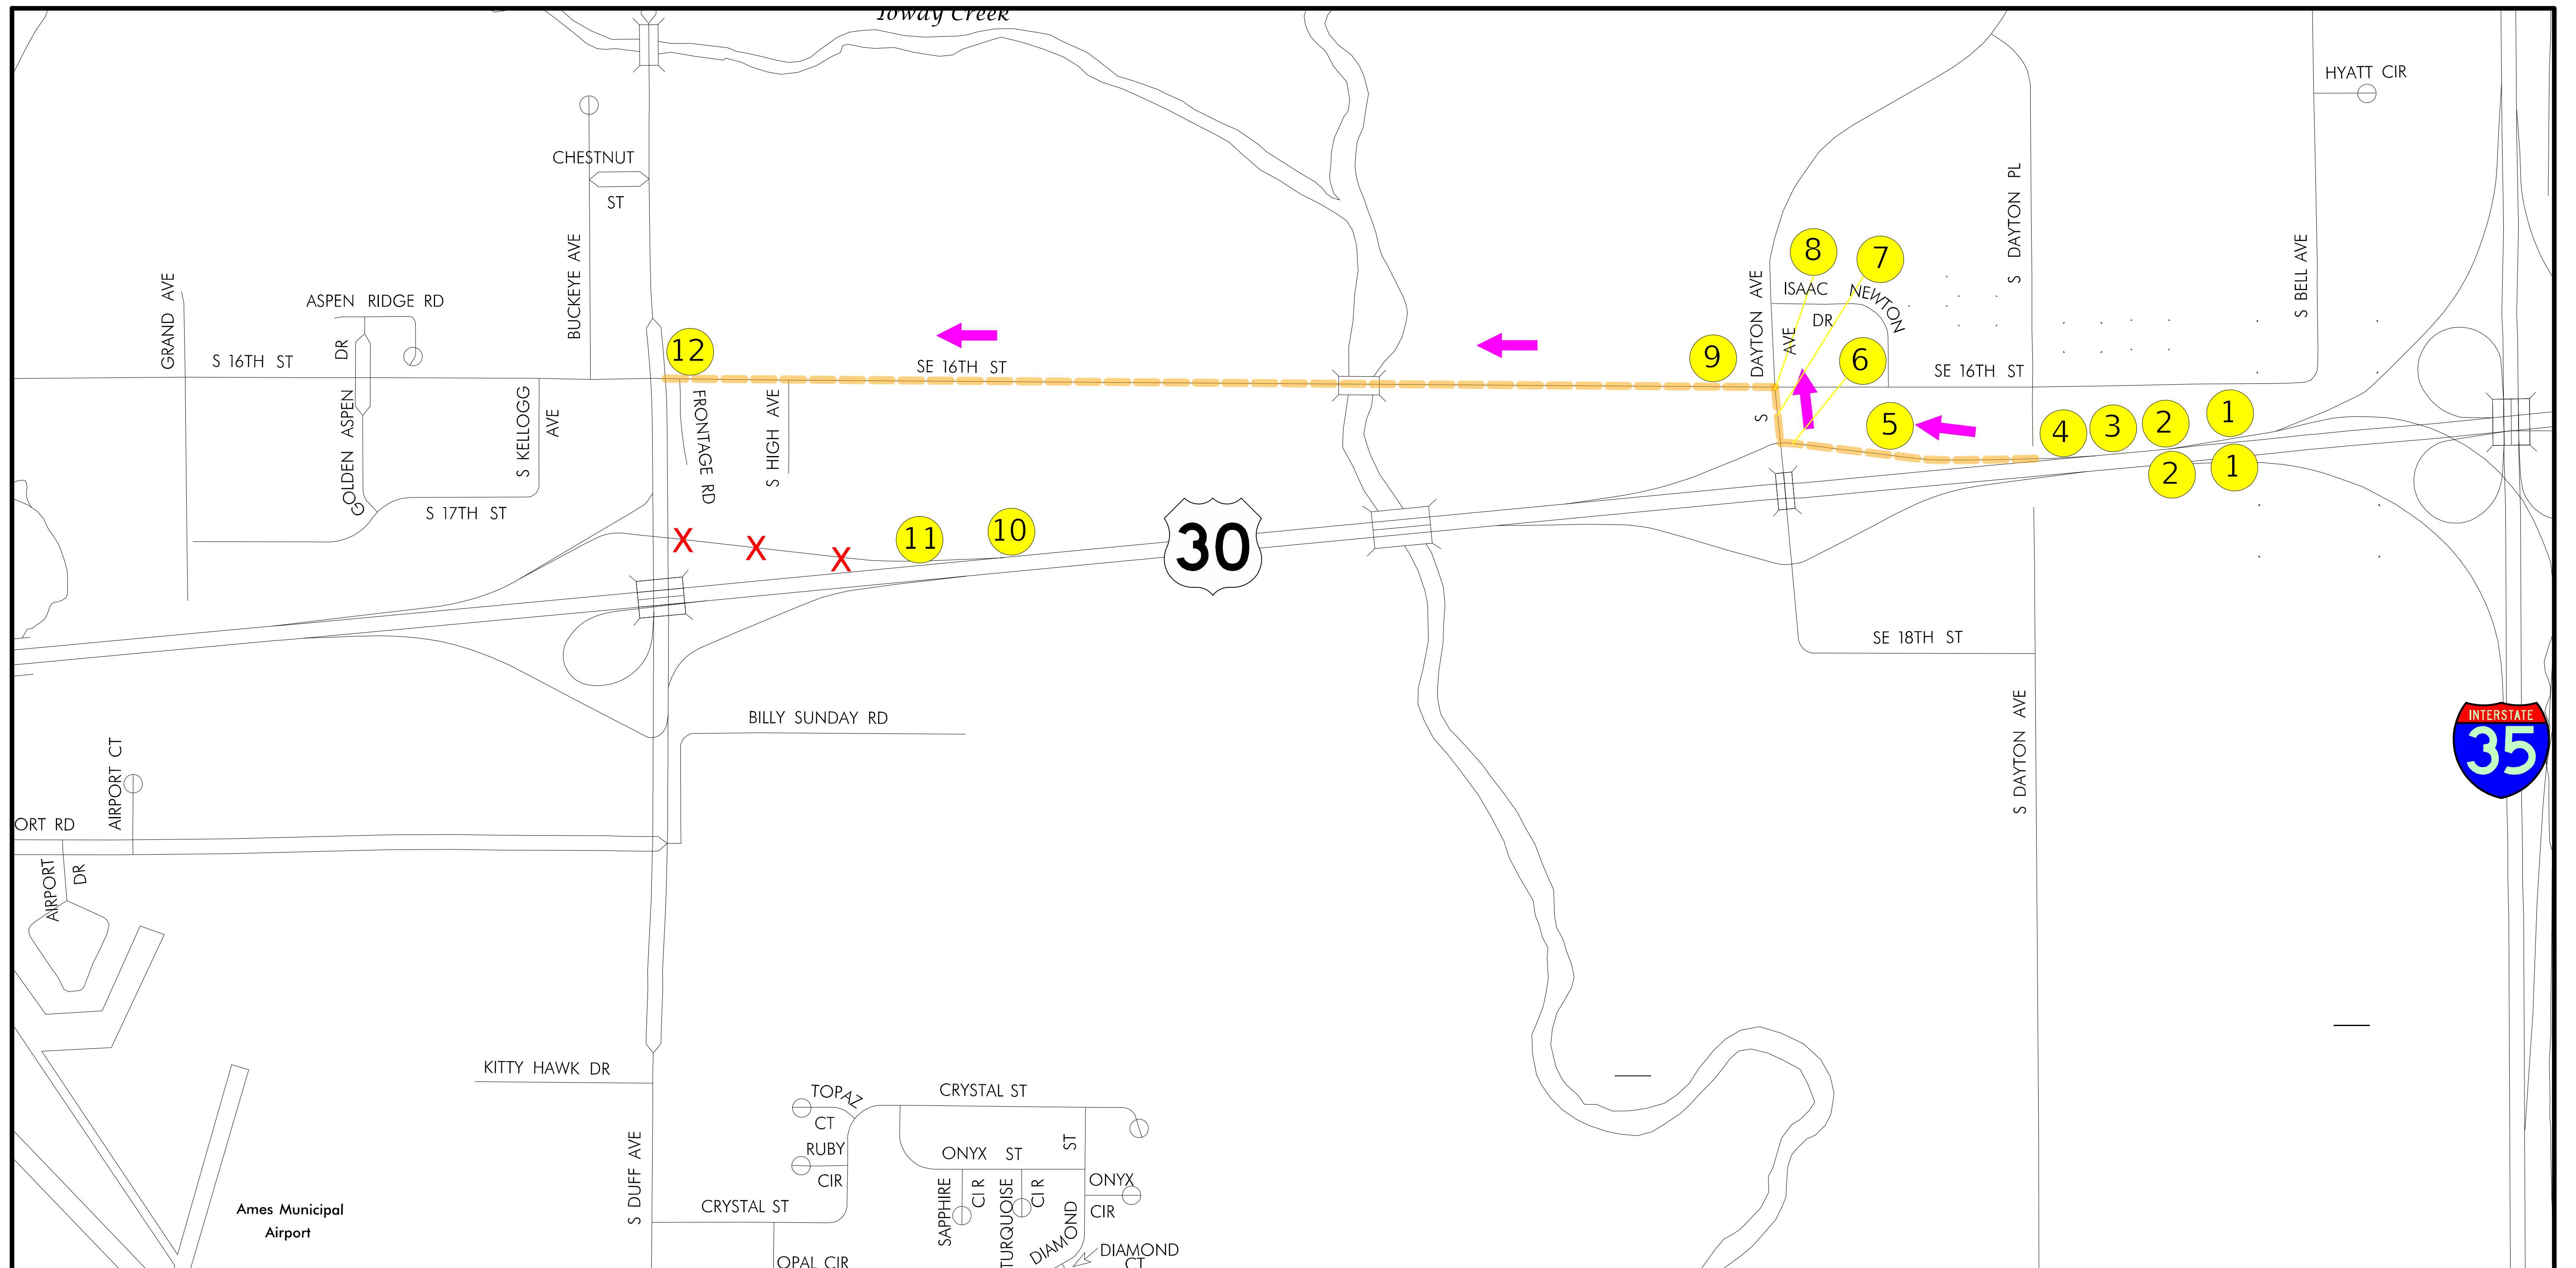 Ioway Creek
HYATT CIR
CHESTNUT
ST
BUCKEYE AVE
S DAYTON PL
S BELL AVE
GRAND AVE
ASPEN RIDGE RD
DR
GOLDEN ASPEN
S 16TH ST
12
SE 16TH ST
9
S DAYTON AVE
8
7
ISAAC NEWTON
DR
AVE
6
SE 16TH ST
5
4
3
2
1
2
1
S KELLOGG
AVE
FRONTAGE RD
S HIGH AVE
S 17TH ST
X
X
X
11
10
30
SE 18TH ST
S DAYTON AVE
INTERSTATE
35
BILLY SUNDAY RD
AIRPORT CT
ORT RD
AIRPORT
DR
KITTY HAWK DR
TOPAZ
CT
CRYSTAL ST
RUBY
CIR
ONYX ST
ST
S DUFF AVE
CRYSTAL ST
SAPPHIRE
CIR
TURQUOISE
CIR
ONYX
CIR
DIAMOND
DIAMOND
CT
OPAL CIR
Ames Municipal
Airport